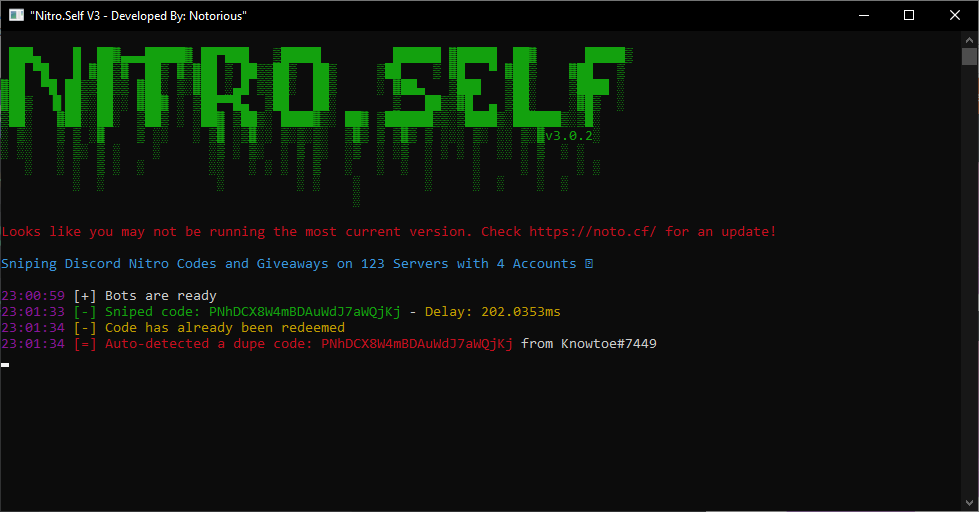 "Nitro.Self V3 - Developed By: Notorious"
NITRO.SELF
v3.0.2
Looks like you may not be running the most current version. Check https://noto.cf/ for an update!
Sniping Discord Nitro Codes and Giveaways on 123 Servers with 4 Accounts
23:00:59 [+] Bots are ready
23:01:33 [-] Sniped code: PNhDCX8W4mBDAuWdJ7aWQjKj - Delay: 202.0353ms
23:01:34 [-] Code has already been redeemed
23:01:34 [=] Auto-detected a dupe code: PNhDCX8W4mBDAuWdJ7aWQjKj from Knowtoe#7449